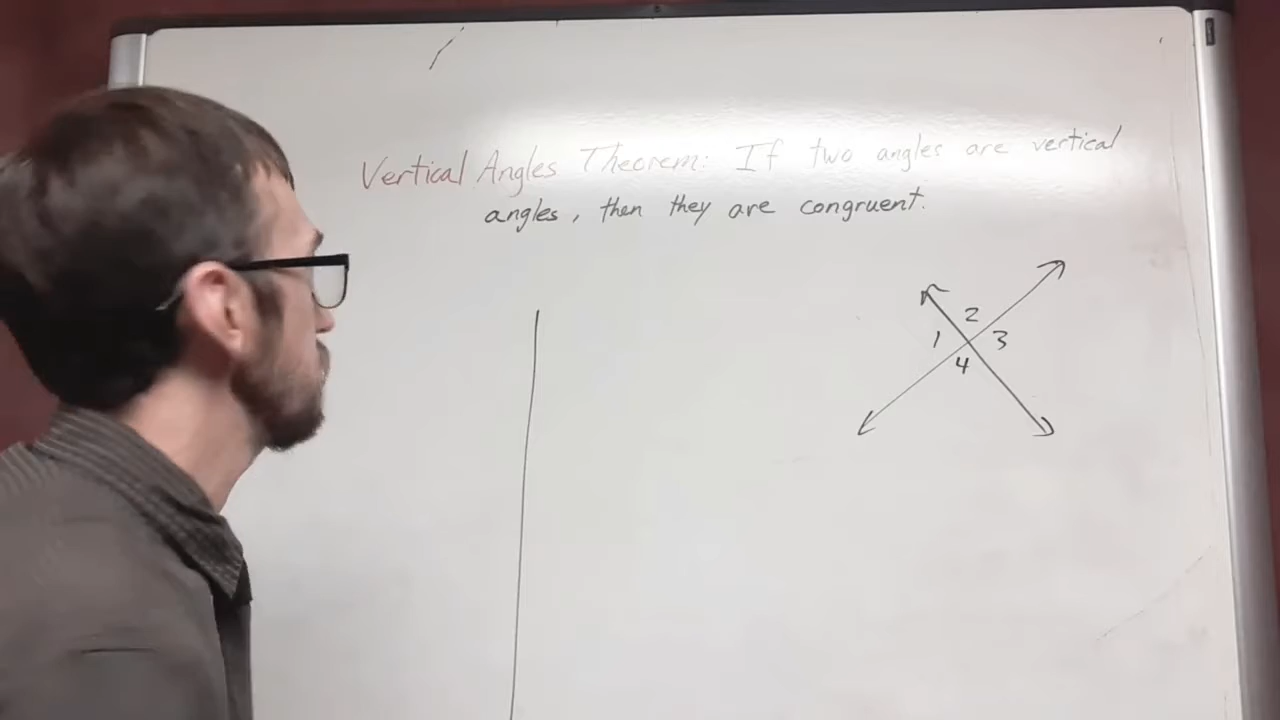 Vertical Angles Theorem: If two angles are vertical
angles, then they are congruent.
2
1 3
4